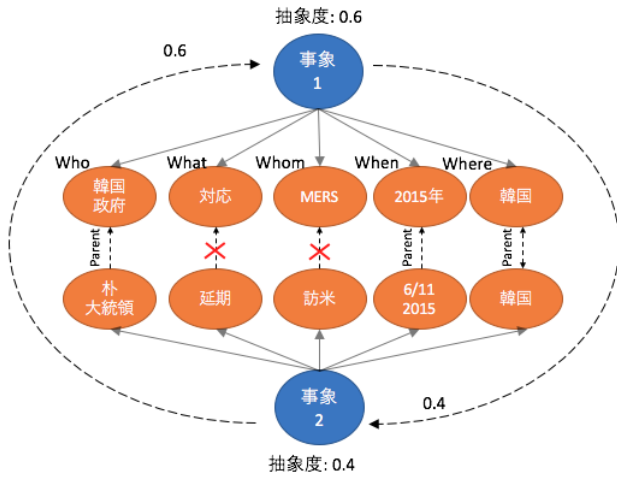 抽象度: 0.6
0.6
事象
1
Who
What
Whom
When
Where
韓国
政府
対応
MERS
2015年
韓国
Parent
Parent
Parent
朴
大統領
延期
訪米
6/11
2015
韓国
事象
2
0.4
抽象度: 0.4